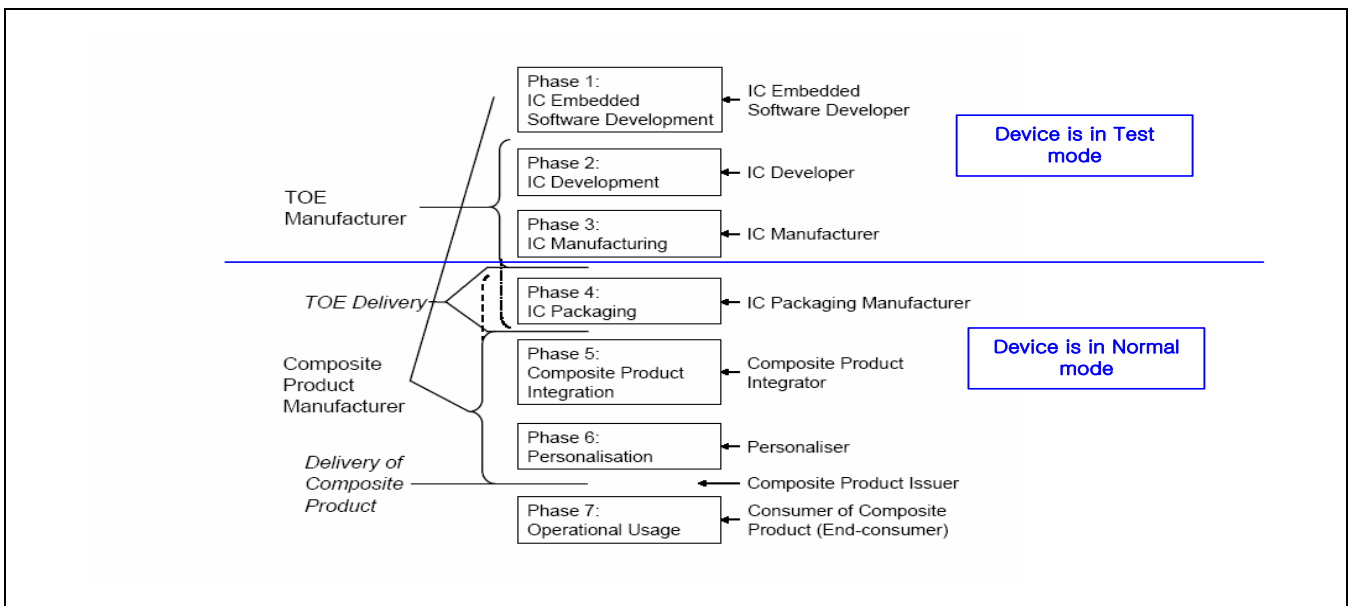 Phase 1:
IC Embedded
Software Development
IC Embedded
Software Developer
Device is in Test
mode
Phase 2:
IC Development
IC Developer
TOE
Manufacturer
Phase 3:
IC Manufacturing
IC Manufacturer
TOE Delivery
Phase 4:
IC Packaging
IC Packaging Manufacturer
Device is in Normal
mode
Composite
Product
Manufacturer
Phase 5:
Composite Product
Integration
Composite Product
Integrator
Phase 6:
Personalisation
Personaliser
Delivery of
Composite
Product
Composite Product Issuer
Phase 7:
Operational Usage
Consumer of Composite
Product (End-consumer)